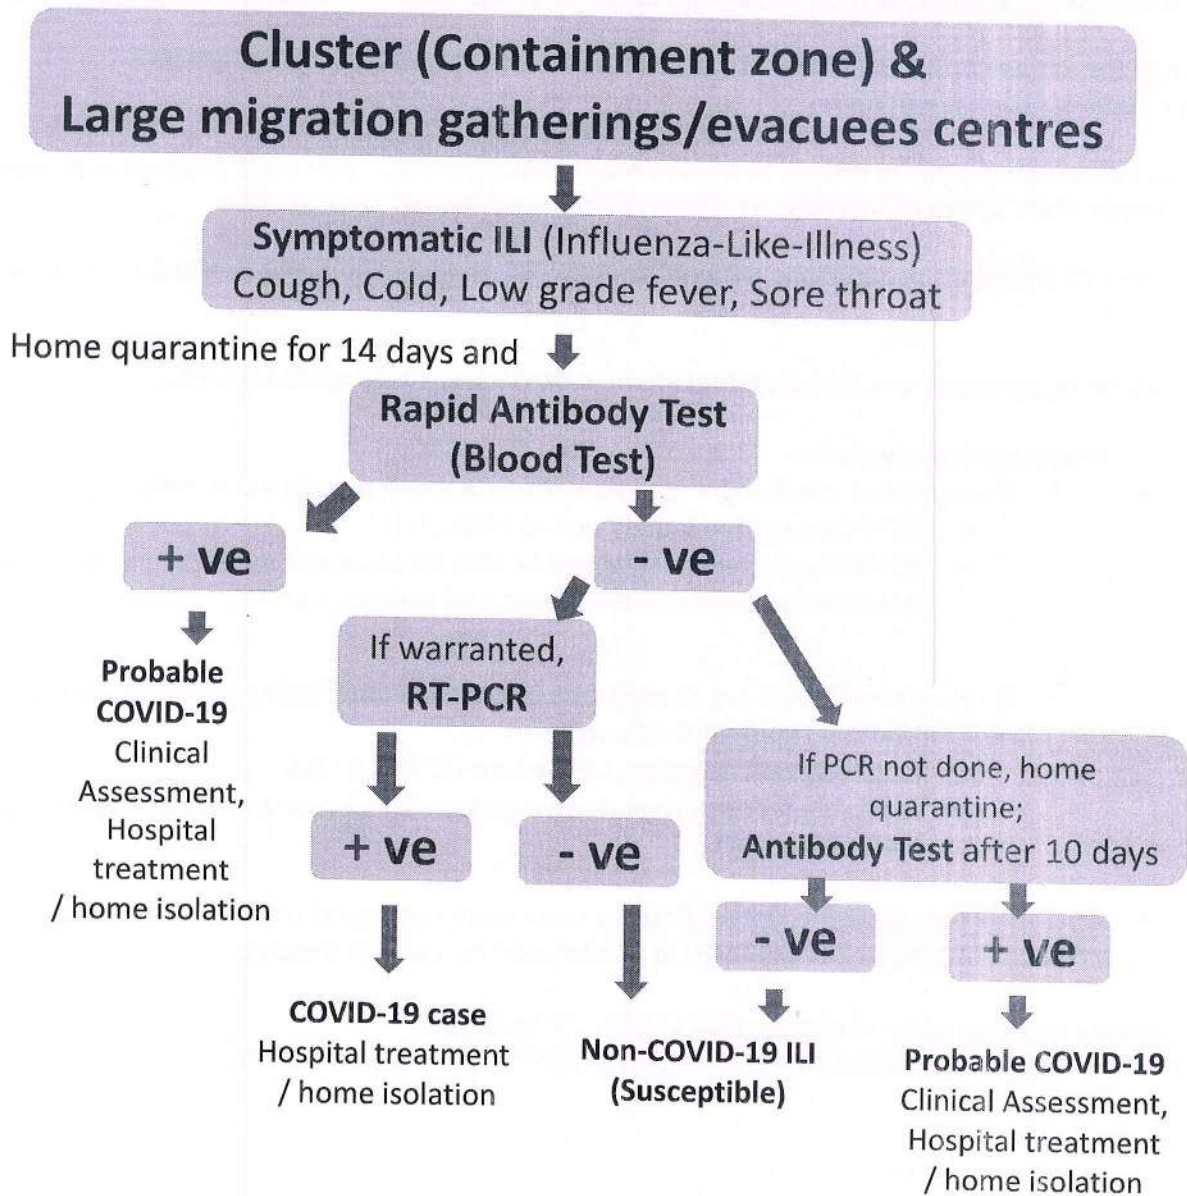 Cluster (Containment zone) &
Large migration gatherings/evacuees centres
Symptomatic ILI (Influenza-Like-Illness)
Cough, Cold, Low grade fever, Sore throat
Home quarantine for 14 days and
Rapid Antibody Test
(Blood Test)
+ ve
- ve
Probable
COVID-19
Clinical
Assessment,
Hospital
treatment
/ home isolation
If warranted,
RT-PCR
+ ve
- ve
If PCR not done, home
quarantine;
Antibody Test after 10 days
- ve
+ ve
COVID-19 case
Hospital treatment
/ home isolation
Non-COVID-19 ILI
(Susceptible)
Probable COVID-19
Clinical Assessment,
Hospital treatment
/ home isolation